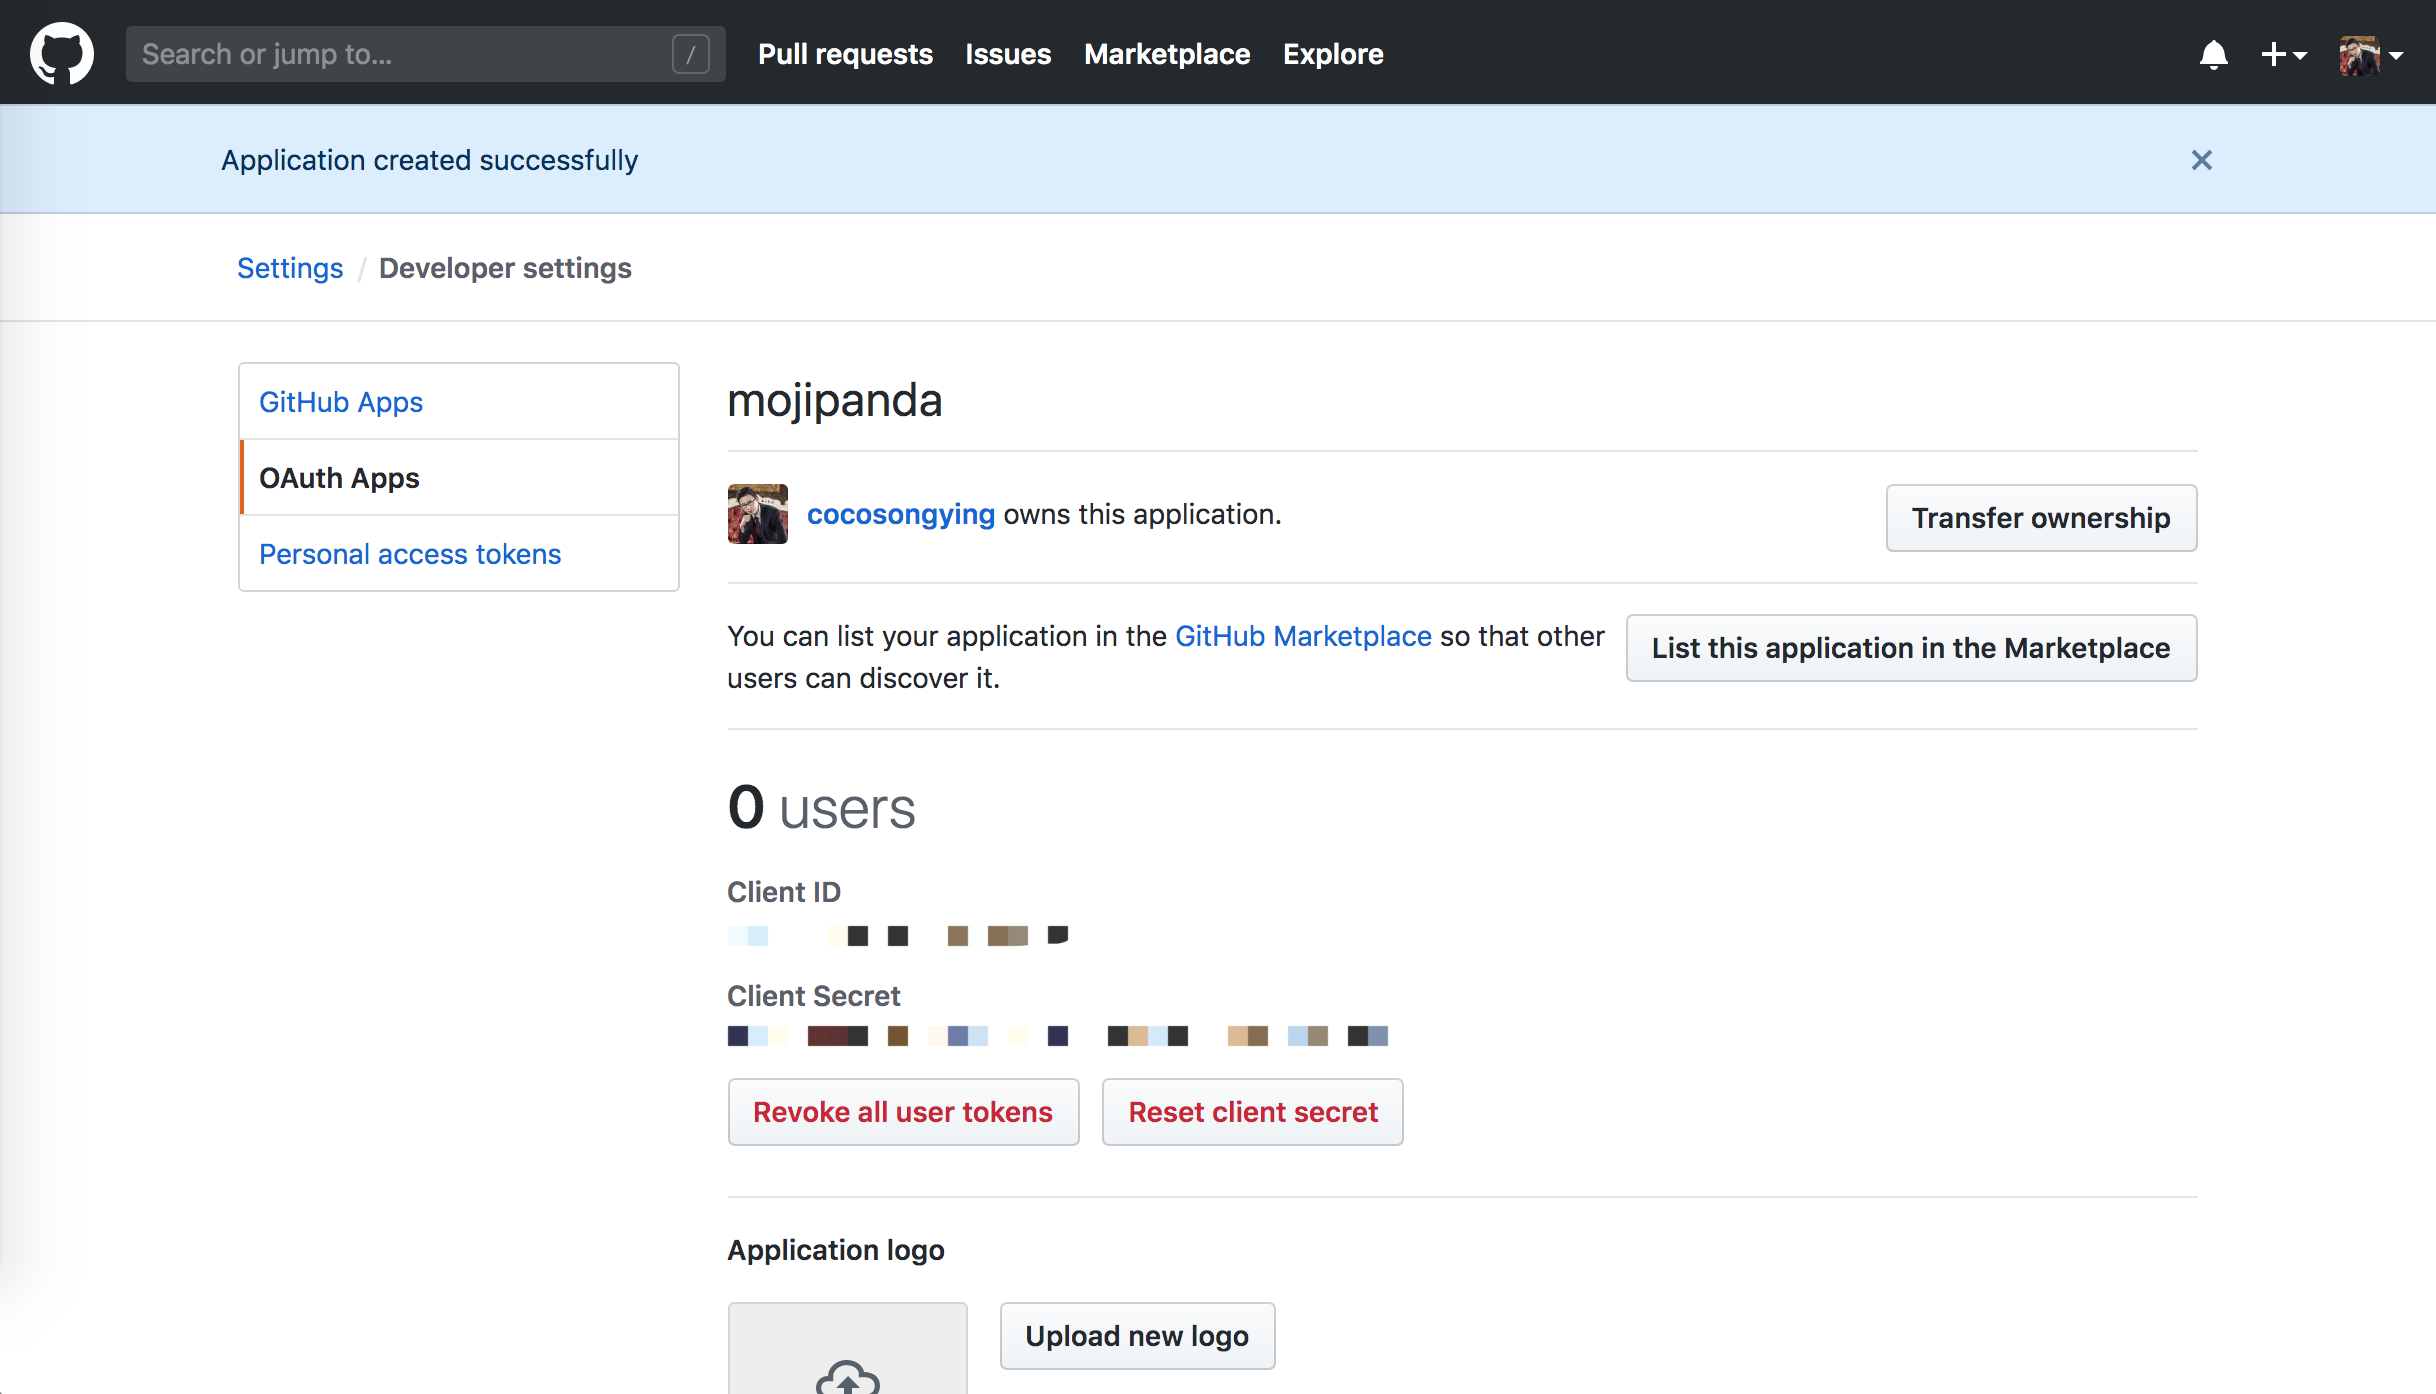 Search or jump to... /
Pull requests
Issues
Marketplace
Explore
Application created successfully
Settings / Developer settings
GitHub Apps
OAuth Apps
Personal access tokens
mojipanda
cocosongying owns this application.
Transfer ownership
You can list your application in the GitHub Marketplace so that other
users can discover it.
List this application in the Marketplace
0 users
Client ID
Client Secret
Revoke all user tokens
Reset client secret
Application logo
Upload new logo